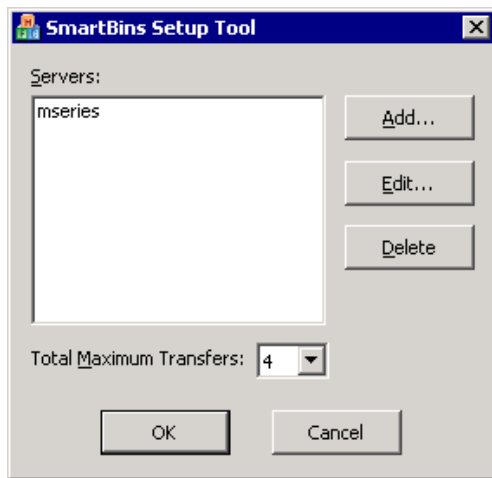 SmartBins Setup Tool
Servers:
mseries
Add...
Edit...
Delete
Total Maximum Transfers: 4
OK Cancel